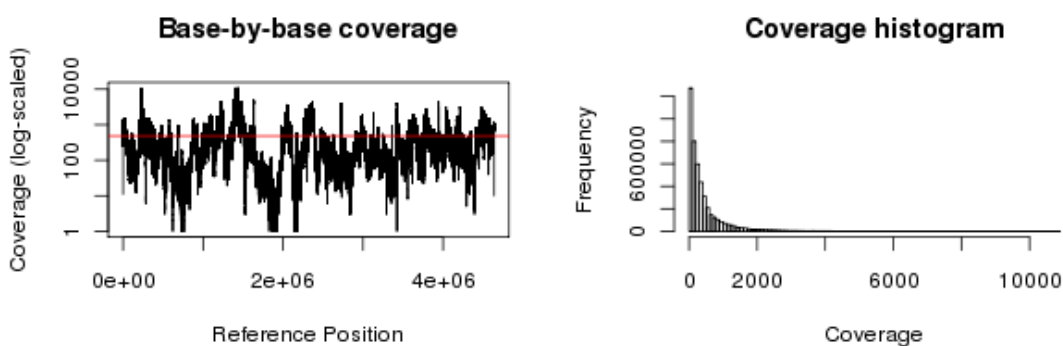 Base-by-base coverage
Coverage (log-scaled)
1
100
10000
0e+00
2e+06
4e+06
Reference Position
Coverage histogram
Frequency
0
600000
0
2000
6000
10000
Coverage